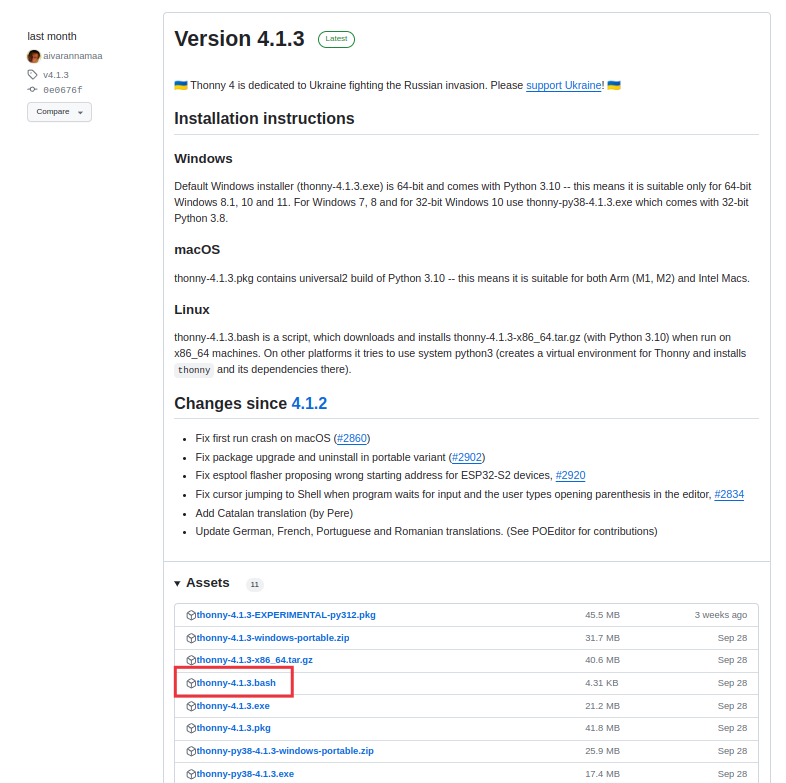 last month
aivarannamaa
v4.1.3
0e0676f
Compare
Version 4.1.3 Latest
Thonny 4 is dedicated to Ukraine fighting the Russian invasion. Please support Ukraine!
Installation instructions
Windows
Default Windows installer (thonny-4.1.3.exe) is 64-bit and comes with Python 3.10 -- this means it is suitable only for 64-bit
Windows 8.1, 10 and 11. For Windows 7, 8 and for 32-bit Windows 10 use thonny-py38-4.1.3.exe which comes with 32-bit
Python 3.8.
macOS
thonny-4.1.3.pkg contains universal2 build of Python 3.10 -- this means it is suitable for both Arm (M1, M2) and Intel Macs.
Linux
thonny-4.1.3.bash is a script, which downloads and installs thonny-4.1.3-x86_64.tar.gz (with Python 3.10) when run on
x86_64 machines. On other platforms it tries to use system python3 (creates a virtual environment for Thonny and installs
thonny and its dependencies there).
Changes since 4.1.2
• Fix first run crash on macOS (#2860)
• Fix package upgrade and uninstall in portable variant (#2902)
• Fix esptool flasher proposing wrong starting address for ESP32-S2 devices, #2920
• Fix cursor jumping to Shell when program waits for input and the user types opening parenthesis in the editor, #2834
• Add Catalan translation (by Pere)
• Update German, French, Portuguese and Romanian translations. (See POEditor for contributions)
Assets 11
thonny-4.1.3-EXPERIMENTAL-py312.pkg 45.5 MB 3 weeks ago
thonny-4.1.3-windows-portable.zip 31.7 MB Sep 28
thonny-4.1.3-x86_64.tar.gz 40.6 MB Sep 28
thonny-4.1.3.bash 4.31 KB Sep 28
thonny-4.1.3.exe 21.2 MB Sep 28
thonny-4.1.3.pkg 41.8 MB Sep 28
thonny-py38-4.1.3-windows-portable.zip 25.9 MB Sep 28
thonny-py38-4.1.3.exe 17.4 MB Sep 28